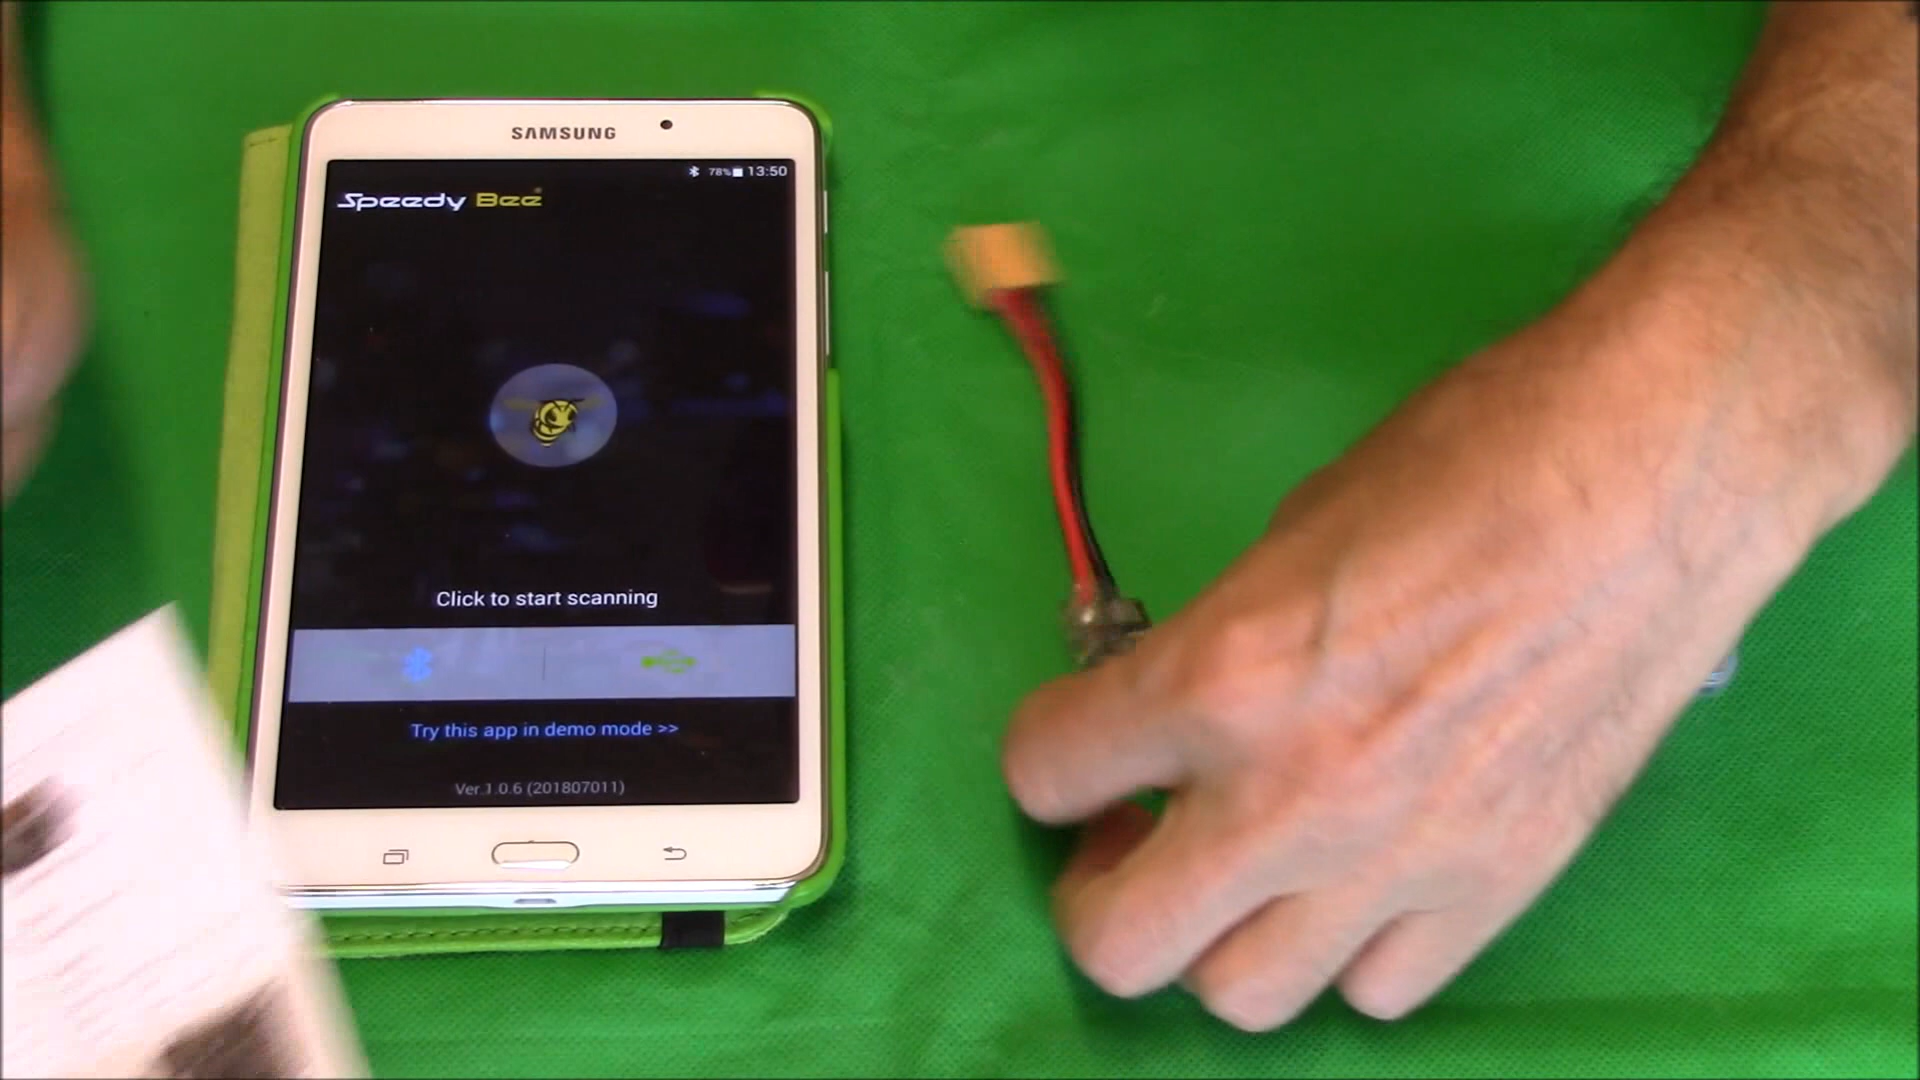 SAMSUNG
78% 13:50
Speedy Bee
Click to start scanning
Try this app in demo mode >>
Ver.1.0.6 (201807011)